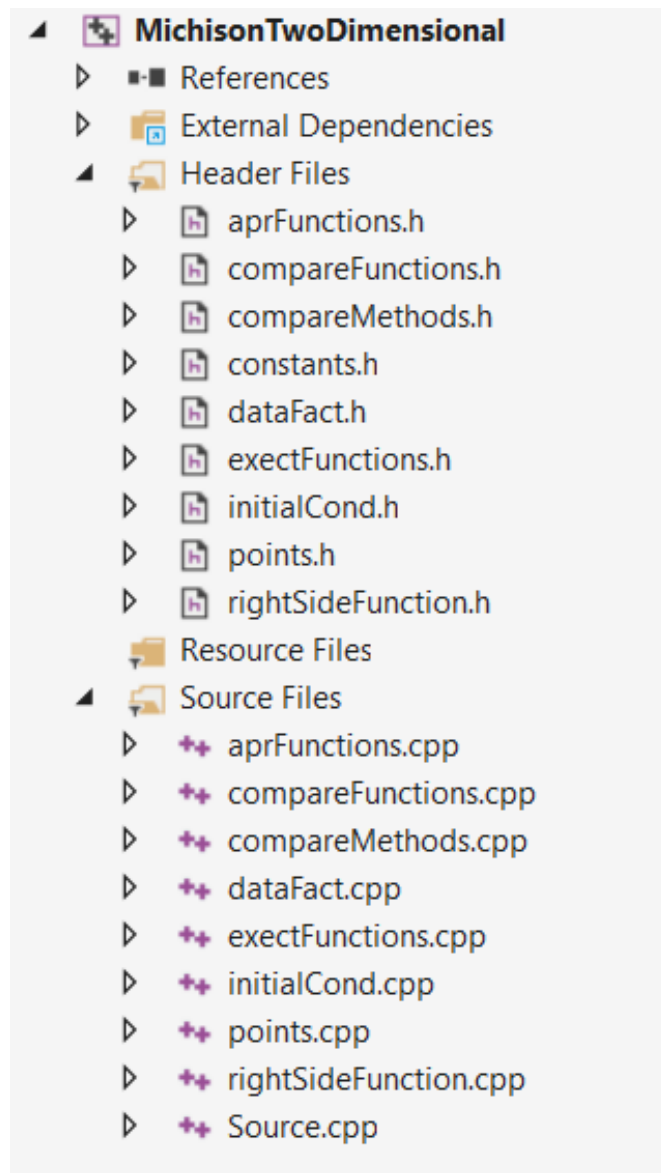 MichisonTwoDimensional
References
External Dependencies
Header Files
aprFunctions.h
compareFunctions.h
compareMethods.h
constants.h
dataFact.h
exectFunctions.h
initialCond.h
points.h
rightSideFunction.h
Resource Files
Source Files
aprFunctions.cpp
compareFunctions.cpp
compareMethods.cpp
dataFact.cpp
exectFunctions.cpp
initialCond.cpp
points.cpp
rightSideFunction.cpp
Source.cpp